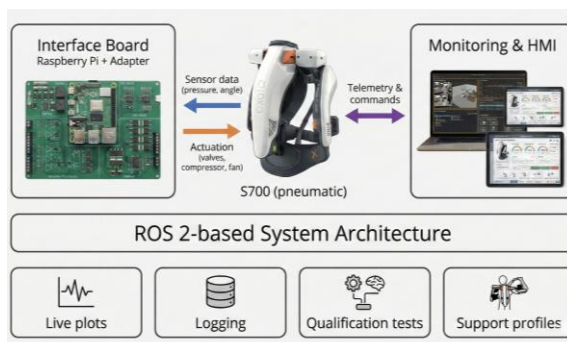 Interface Board
Raspberry Pi + Adapter
Sensor data
(pressure, angle)
Actuation
(valves,
compressor, fan)
S700 (pneumatic)
Telemetry &
commands
Monitoring & HMI
ROS 2-based System Architecture
Live plots
Logging
Qualification tests
Support profiles